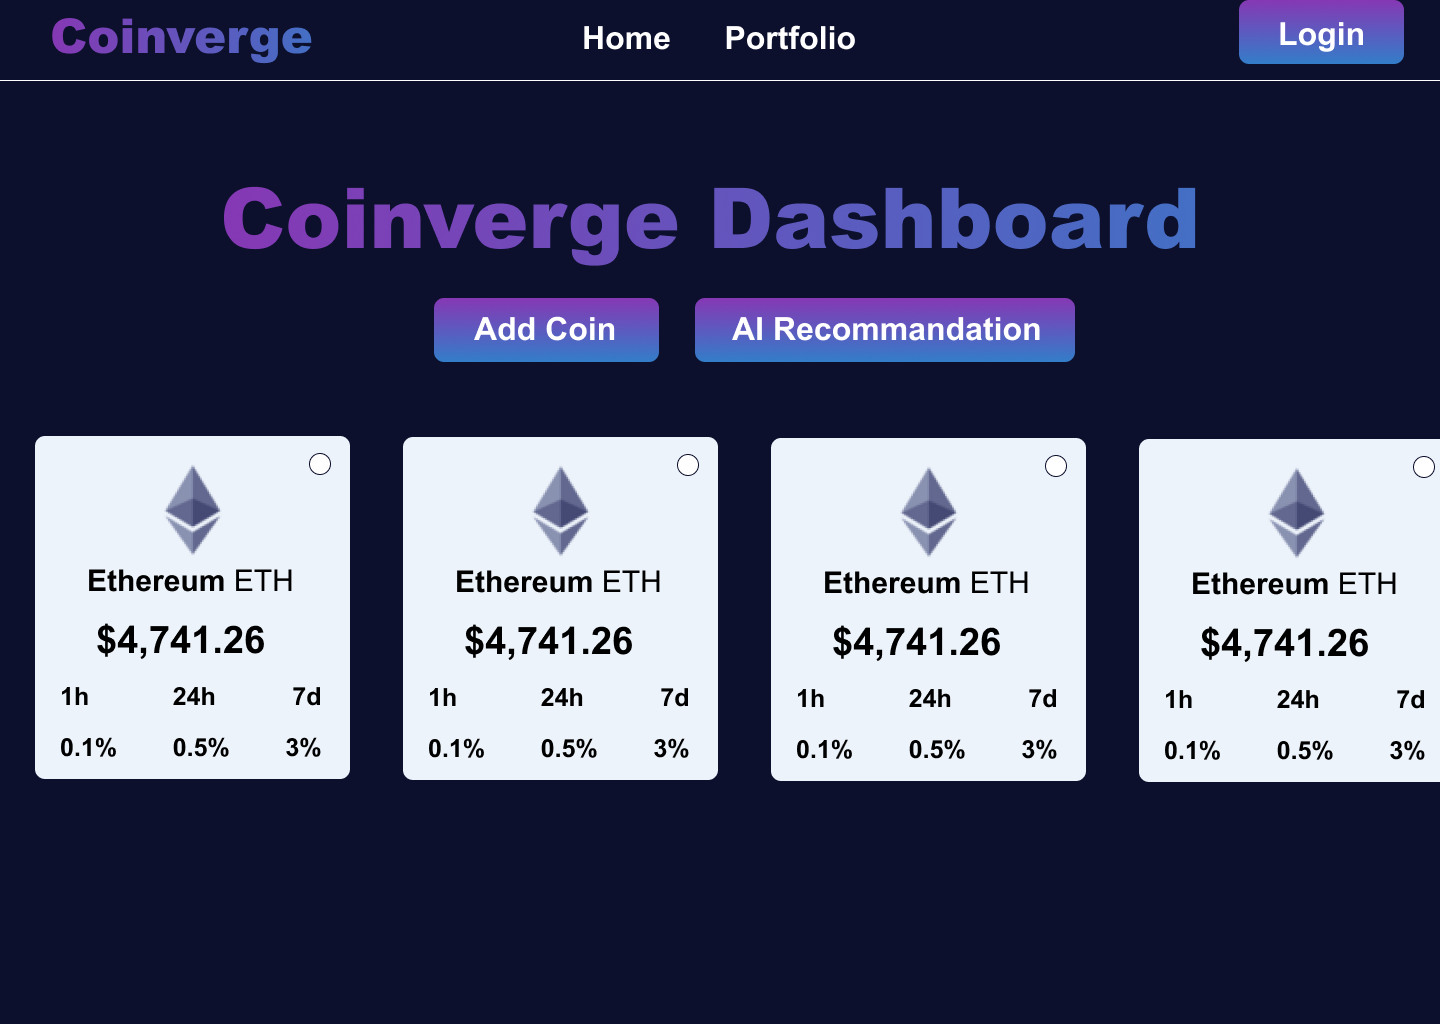 Coinverge Home Portfolio Login
Coinverge Dashboard
Add Coin AI Recommandation
Ethereum ETH
$4,741.26
1h 24h 7d
0.1% 0.5% 3%
Ethereum ETH
$4,741.26
1h 24h 7d
0.1% 0.5% 3%
Ethereum ETH
$4,741.26
1h 24h 7d
0.1% 0.5% 3%
Ethereum ETH
$4,741.26
1h 24h 7d
0.1% 0.5% 3%